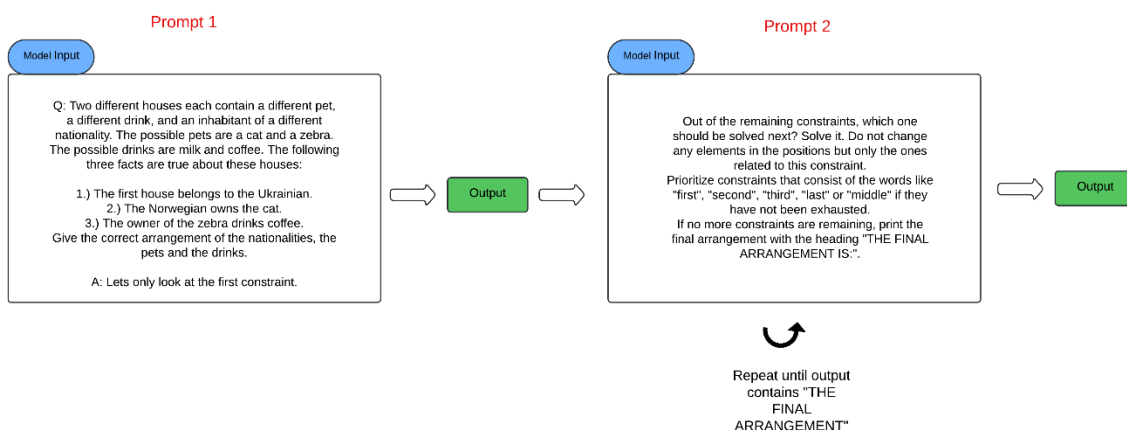 Prompt 1
Model Input
Q: Two different houses each contain a different pet,
a different drink, and an inhabitant of a different
nationality. The possible pets are a cat and a zebra.
The possible drinks are milk and coffee. The following
three facts are true about these houses:
1.) The first house belongs to the Ukrainian.
2.) The Norwegian owns the cat.
3.) The owner of the zebra drinks coffee.
Give the correct arrangement of the nationalities, the
pets and the drinks.
A: Lets only look at the first constraint.
Output
Prompt 2
Model Input
Out of the remaining constraints, which one
should be solved next? Solve it. Do not change
any elements in the positions but only the ones
related to this constraint.
Prioritize constraints that consist of the words like
"first", "second", "third", "last" or "middle" if they
have not been exhausted.
If no more constraints are remaining, print the
final arrangement with the heading "THE FINAL
ARRANGEMENT IS:".
Output
Repeat until output
contains "THE
FINAL
ARRANGEMENT"